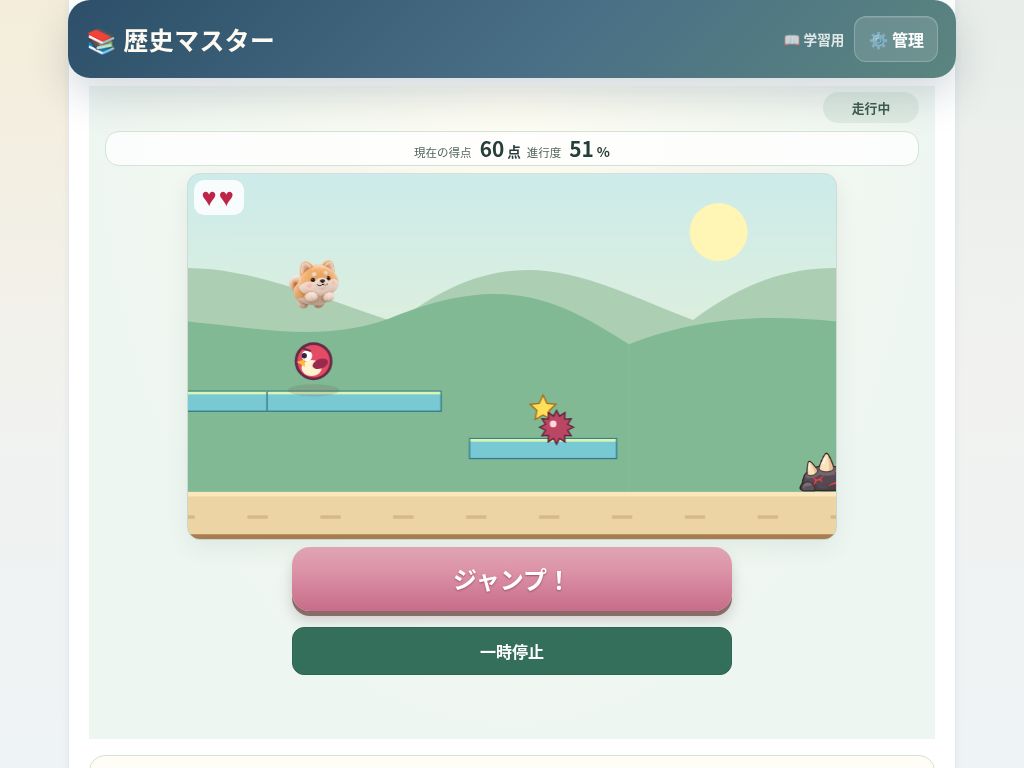 📚 歴史マスター
📖 学習用
⚙️ 管理
走行中
現在の得点 60 点 進行度 51 %
♥♥
ジャンプ！
一時停止